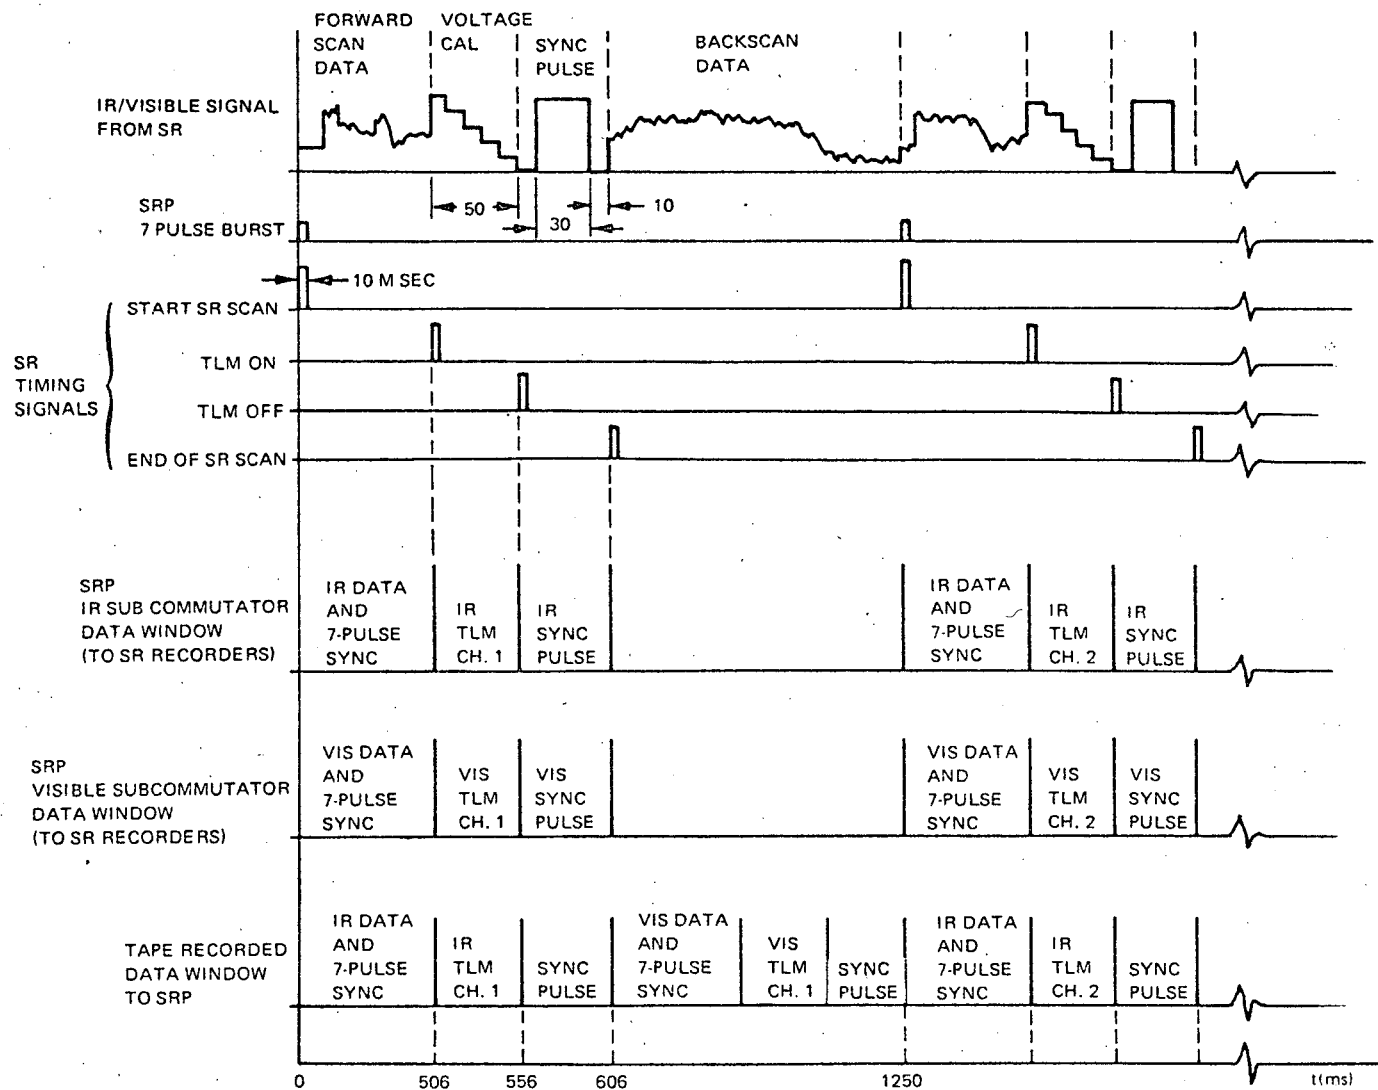 FORWARD
SCAN
DATA
VOLTAGE
CAL
SYNC
PULSE
BACKSCAN
DATA
IR/VISIBLE SIGNAL
FROM SR
50
30
10
SRP
7 PULSE BURST
10 M SEC
START SR SCAN
TLM ON
SR
TIMING
SIGNALS
TLM OFF
END OF SR SCAN
SRP
IR SUB COMMUTATOR
DATA WINDOW
(TO SR RECORDERS)
IR DATA
AND
7-PULSE
SYNC
IR
TLM
CH. 1
IR
SYNC
PULSE
IR DATA
AND
7-PULSE
SYNC
IR
TLM
CH. 2
IR
SYNC
PULSE
SRP
VISIBLE SUBCOMMUTATOR
DATA WINDOW
(TO SR RECORDERS)
VIS DATA
AND
7-PULSE
SYNC
VIS
TLM
CH. 1
VIS
SYNC
PULSE
VIS DATA
AND
7-PULSE
SYNC
VIS
TLM
CH. 2
VIS
SYNC
PULSE
TAPE RECORDED
DATA WINDOW
TO SRP
IR DATA
AND
7-PULSE
SYNC
IR
TLM
CH. 1
SYNC
PULSE
VIS DATA
AND
7-PULSE
SYNC
VIS
TLM
CH. 1
SYNC
PULSE
IR DATA
AND
7-PULSE
SYNC
IR
TLM
CH. 2
SYNC
PULSE
0 506 556 606 1250 t(ms)